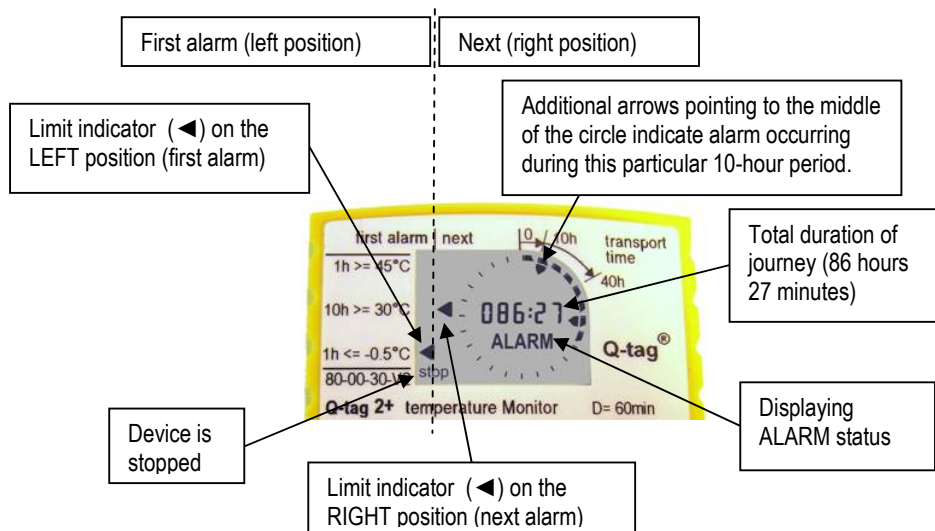 First alarm (left position)
Next (right position)
Additional arrows pointing to the middle
of the circle indicate alarm occurring
during this particular 10-hour period.
Limit indicator (◄) on the
LEFT position (first alarm)
Total duration of
journey (86 hours
27 minutes)
first alarm next
0 10h
transport
time
40h
1h >= 45°C
10h >= 30°C
1h <= -0.5°C
086:27
ALARM
stop
Q-tag®
80-00-30-
Q-tag 2+ temperature Monitor D= 60min
Device is
stopped
Displaying
ALARM status
Limit indicator (◄) on the
RIGHT position (next alarm)